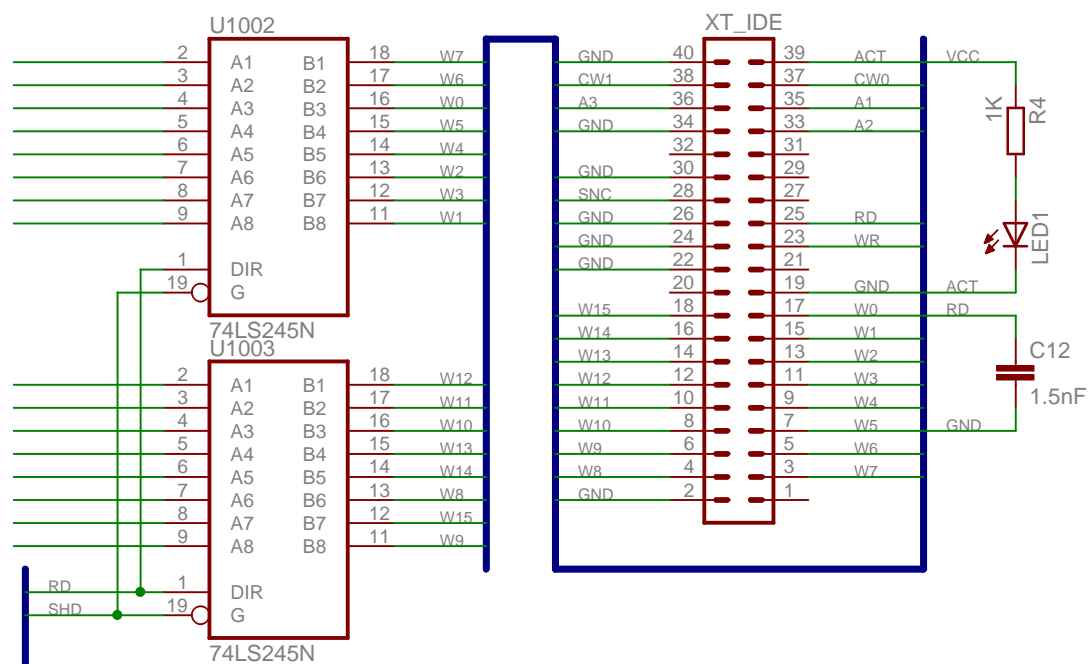 U1002
2 A1 B1 18 W7
3 A2 B2 17 W6
4 A3 B3 16 W0
5 A4 B4 15 W5
6 A5 B5 14 W4
7 A6 B6 13 W2
8 A7 B7 12 W3
9 A8 B8 11 W1
1 DIR
19 G
74LS245N
U1003
2 A1 B1 18 W12
3 A2 B2 17 W11
4 A3 B3 16 W10
5 A4 B4 15 W13
6 A5 B5 14 W14
7 A6 B6 13 W8
8 A7 B7 12 W15
9 A8 B8 11 W9
RD 1 DIR
SHD 19 G
74LS245N
XT_IDE
GND 40 39 ACT VCC
CW1 38 37 CW0
A3 36 35 A1
GND 34 33 A2
32 31
GND 30 29
SNC 28 27
GND 26 25 RD
GND 24 23 WR
GND 22 21
20 19 GND ACT
W15 18 17 W0 RD
W14 16 15 W1
W13 14 13 W2
W12 12 11 W3
W11 10 9 W4
W10 8 7 W5 GND
W9 6 5 W6
W8 4 3 W7
GND 2 1
1K
R4
LED1
C12
1.5nF